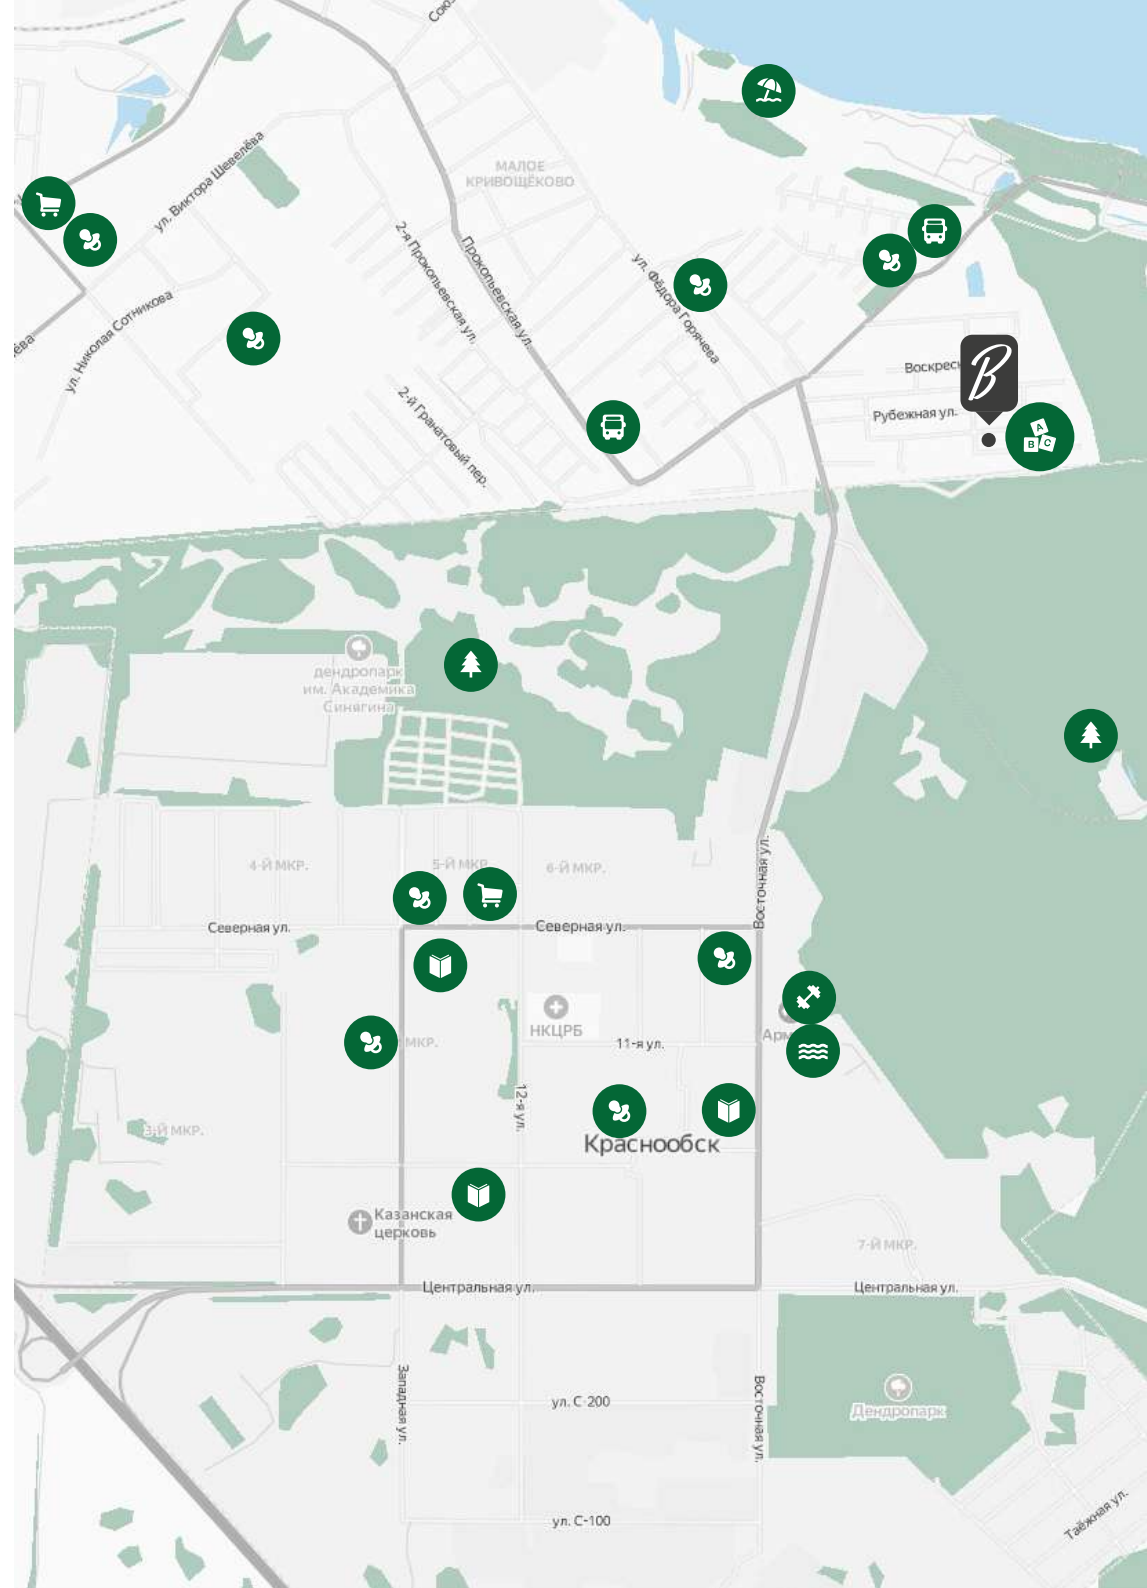 Сою
МАЛОЕ
КРИВОЩЁКОВО
ул. Виктора Шевелёва
2-я Прокопьевская ул.
Прокопьевская ул.
ул. Фёдора Горячева
ул. Николая Сотникова
ёва
Воскресе
B
Рубежная ул.
A
B C
2-й Гранатовый пер.
дендропарк
им. Академика
Синягина
4-Й МКР.
5-Й МКР
6-Й МКР.
Восточная ул.
Северная ул.
Северная ул.
НКЦРБ
Арм
МКР.
11-я ул.
12-я ул.
3-Й МКР.
Краснообск
Казанская
церковь
7-Й МКР.
Центральная ул.
Центральная ул.
Западная ул.
Восточная ул.
ул. С-200
Дендропарк
ул. С-100
Таёжная ул.